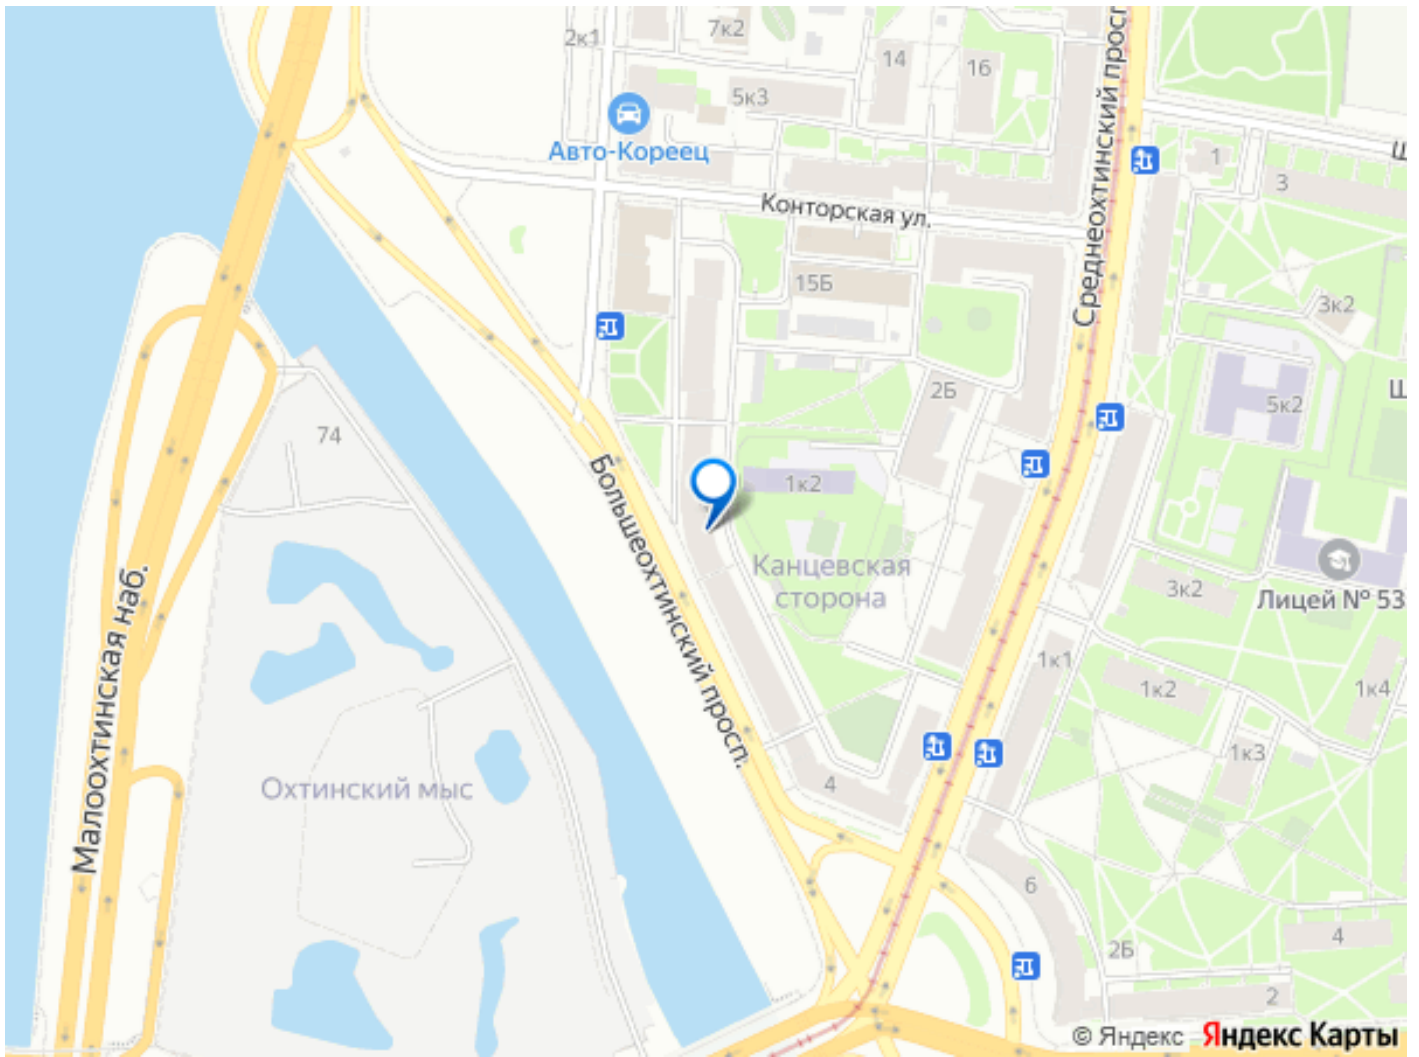 2к1
7к2
14
16
5к3
Авто-Кореец
Среднеохтинский просп
1
3
Конторская ул.
15Б
3к2
2Б
5к2
74
1к2
Большеохтинский просп.
Канцевская
сторона
3к2
Лицей № 53
Малоохтинская наб.
1к1
1к2
1к4
1к3
Охтинский мыс
4
6
2Б
4
2
© Яндекс Яндекс Карты